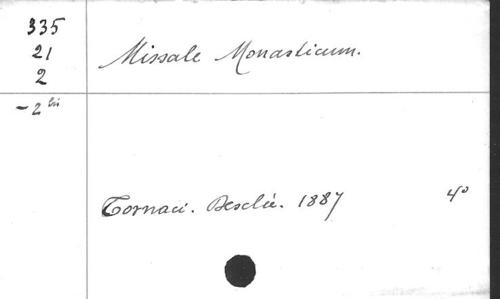 335
21
2
- 2 bis
Missale Monasticum.
Tornaci. Desclée. 1887
4°